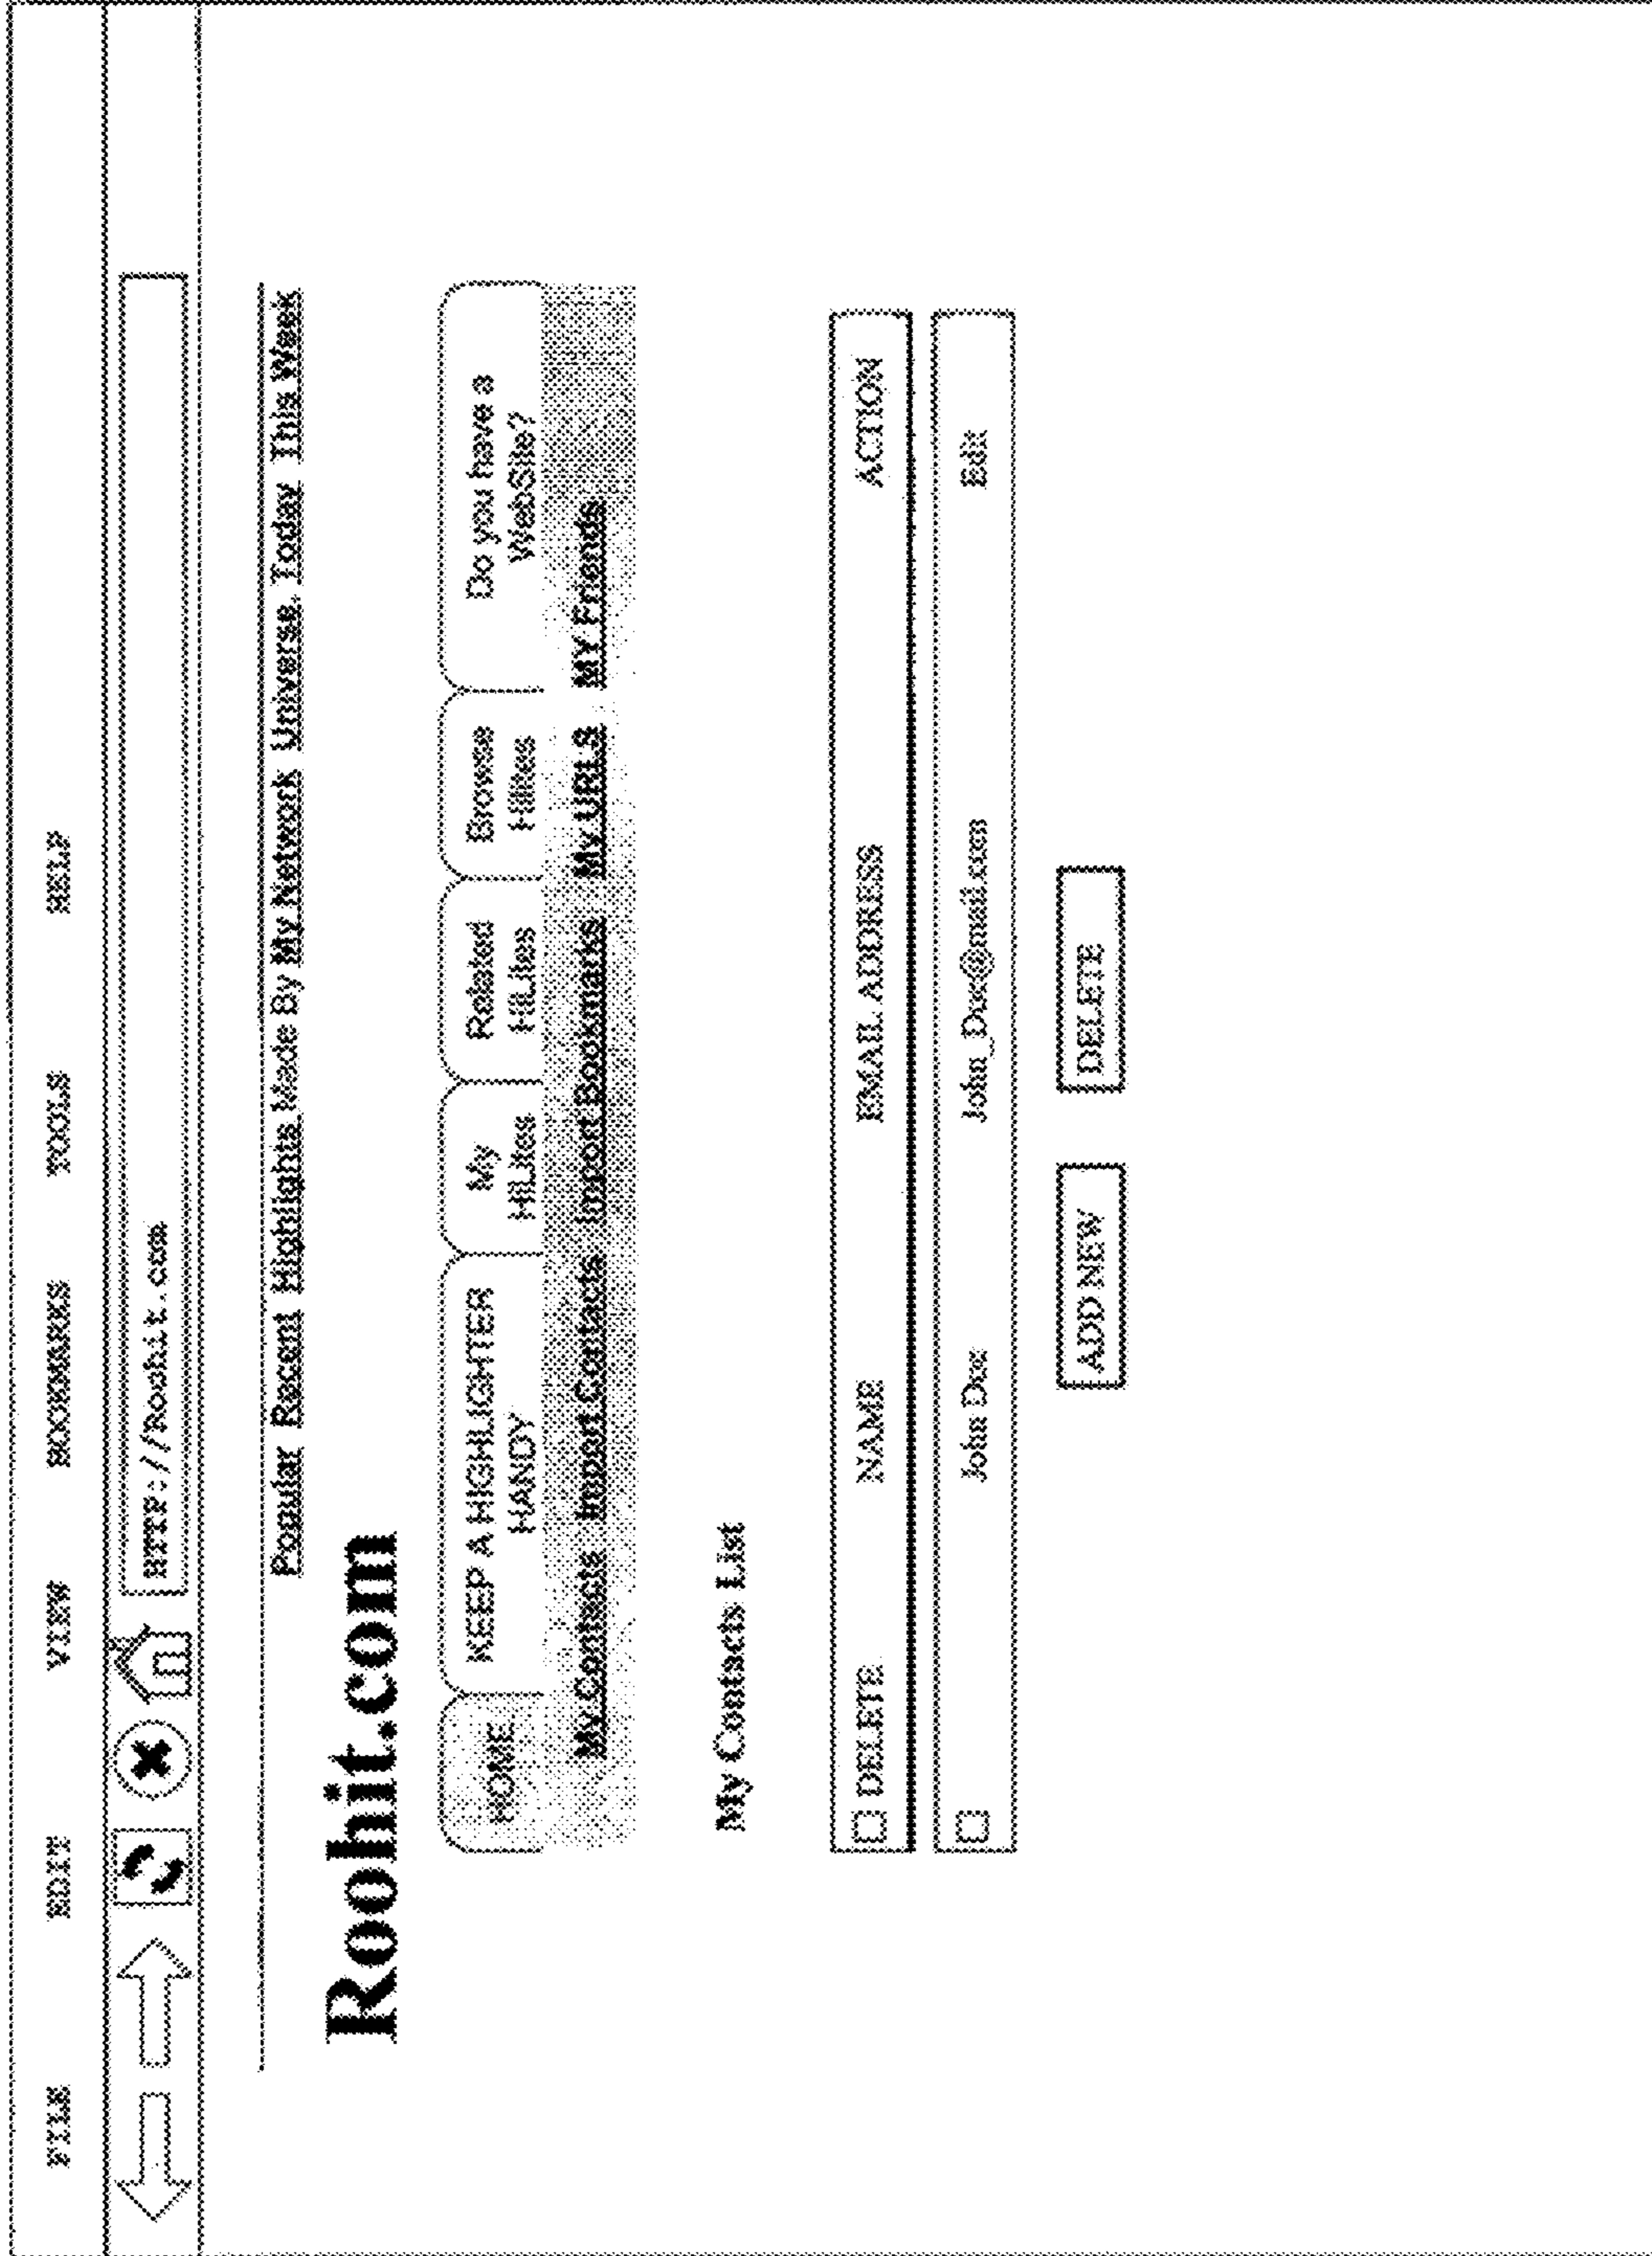 FILE EDIT VIEW BOOKMARKS TOOLS HELP
HTTP://Roohit.com
Popular Recent Highlights Made By My Network Universe Today This Week
Roohit.com
HOME
KEEP A HIGHLIGHTER
HANDY
My
HiLites
Related
HiLites
Browse
Hilites
Do you have a
WebSite?
My Contacts Import Contacts Import Bookmarks My URLS MY Friends
My Contacts List
DELETE NAME EMAIL ADDRESS ACTION
John Doe John_Doe@mail.com Edit
ADD NEW DELETE